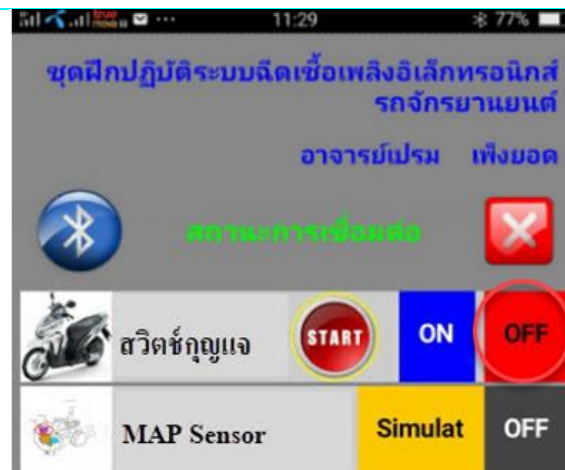 true
move H
11:29
77%
ชุดฝึกปฏิบัติระบบฉีดเชื้อเพลิงอิเล็กทรอนิกส์
รถจักรยานยนต์
อาจารย์เปรม เพ็งยอด
สถานะการเชื่อมต่อ
สวิตช์กุญแจ START ON OFF
MAP Sensor Simulat OFF